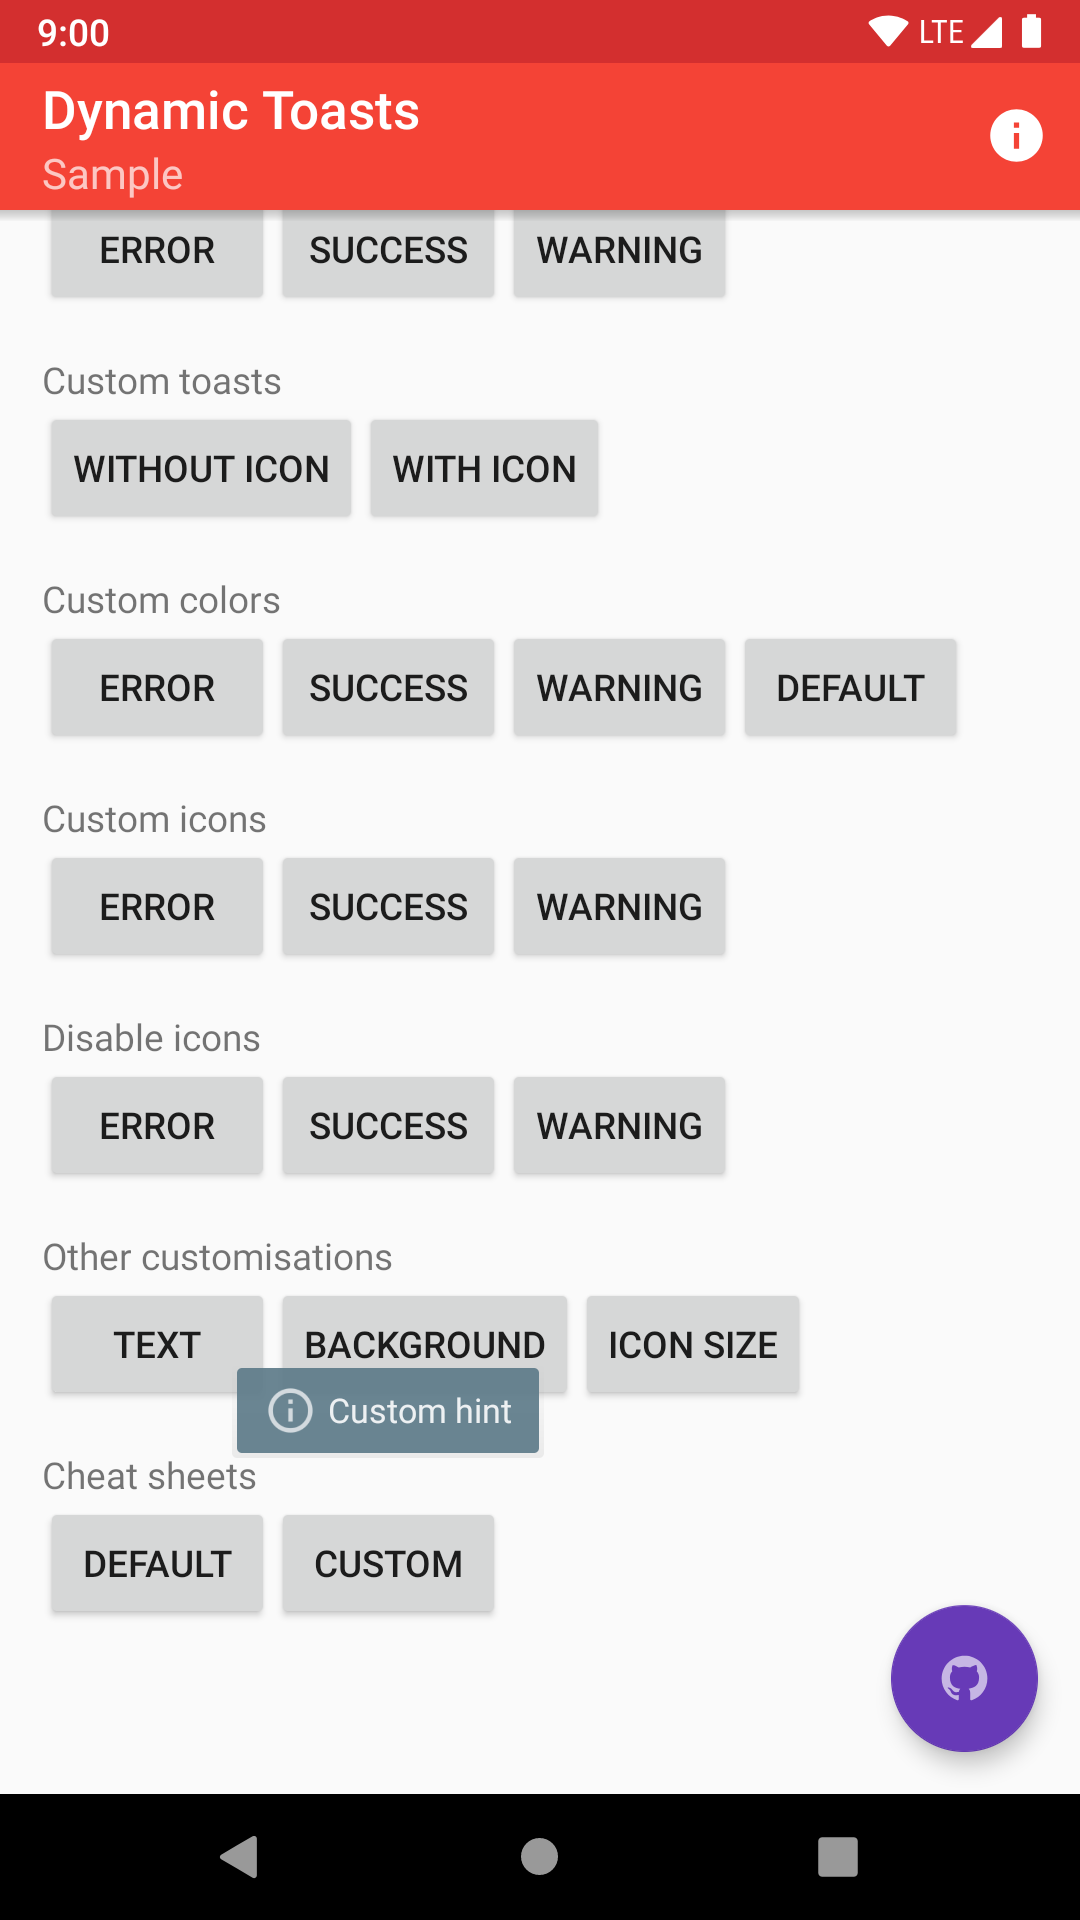 9:00 LTE
Dynamic Toasts
Sample
ERROR SUCCESS WARNING
Custom toasts
WITHOUT ICON WITH ICON
Custom colors
ERROR SUCCESS WARNING DEFAULT
Custom icons
ERROR SUCCESS WARNING
Disable icons
ERROR SUCCESS WARNING
Other customisations
TEXT BACKGROUND ICON SIZE
Custom hint
Cheat sheets
DEFAULT CUSTOM